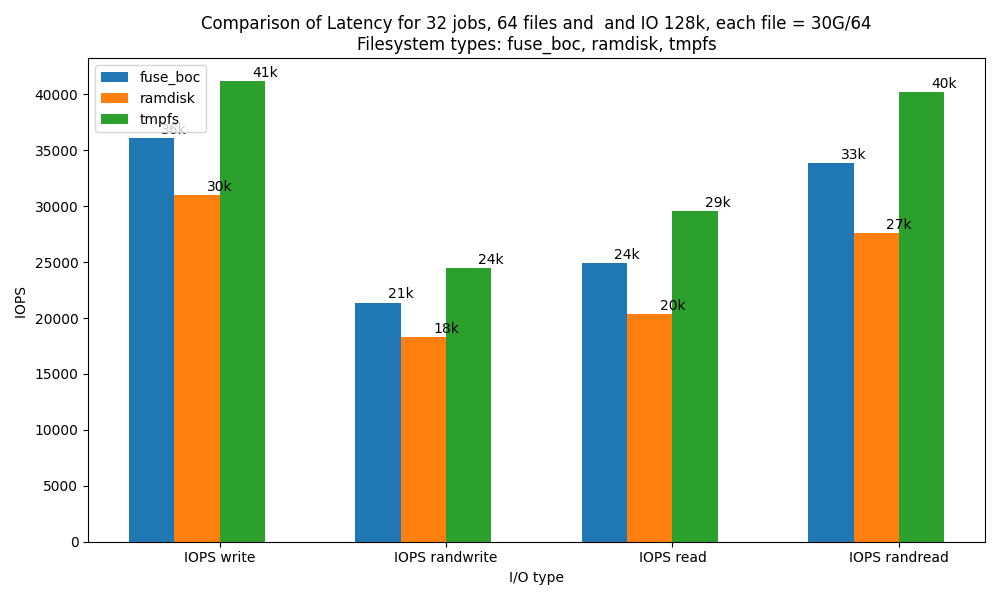 Comparison of Latency for 32 jobs, 64 files and  and IO 128k, each file = 30G/64
Filesystem types: fuse_boc, ramdisk, tmpfs
fuse_boc
ramdisk
tmpfs
36k
30k
41k
21k
18k
24k
24k
20k
29k
33k
27k
40k
40000
35000
30000
25000
20000
15000
10000
5000
0
IOPS
IOPS write
IOPS randwrite
IOPS read
IOPS randread
I/O type